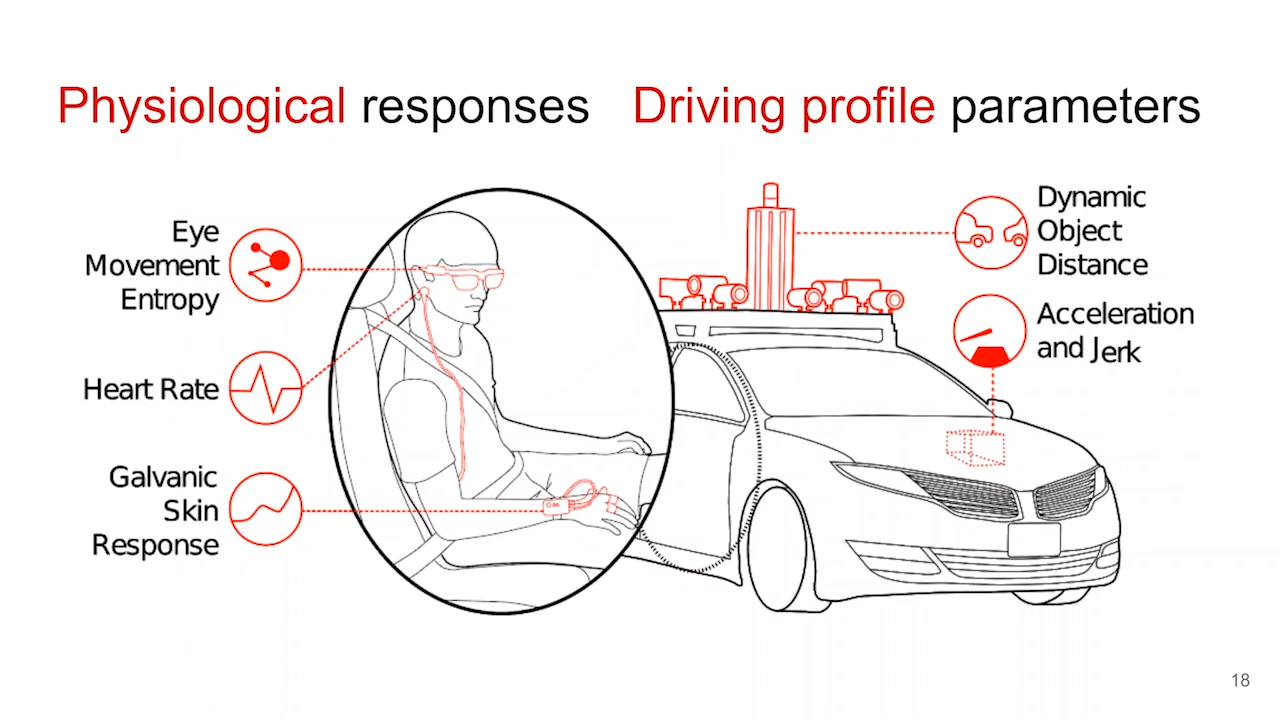 Physiological responses
Driving profile parameters
Eye
Movement
Entropy
Heart Rate
Galvanic
Skin
Response
Dynamic
Object
Distance
Acceleration
and Jerk
18